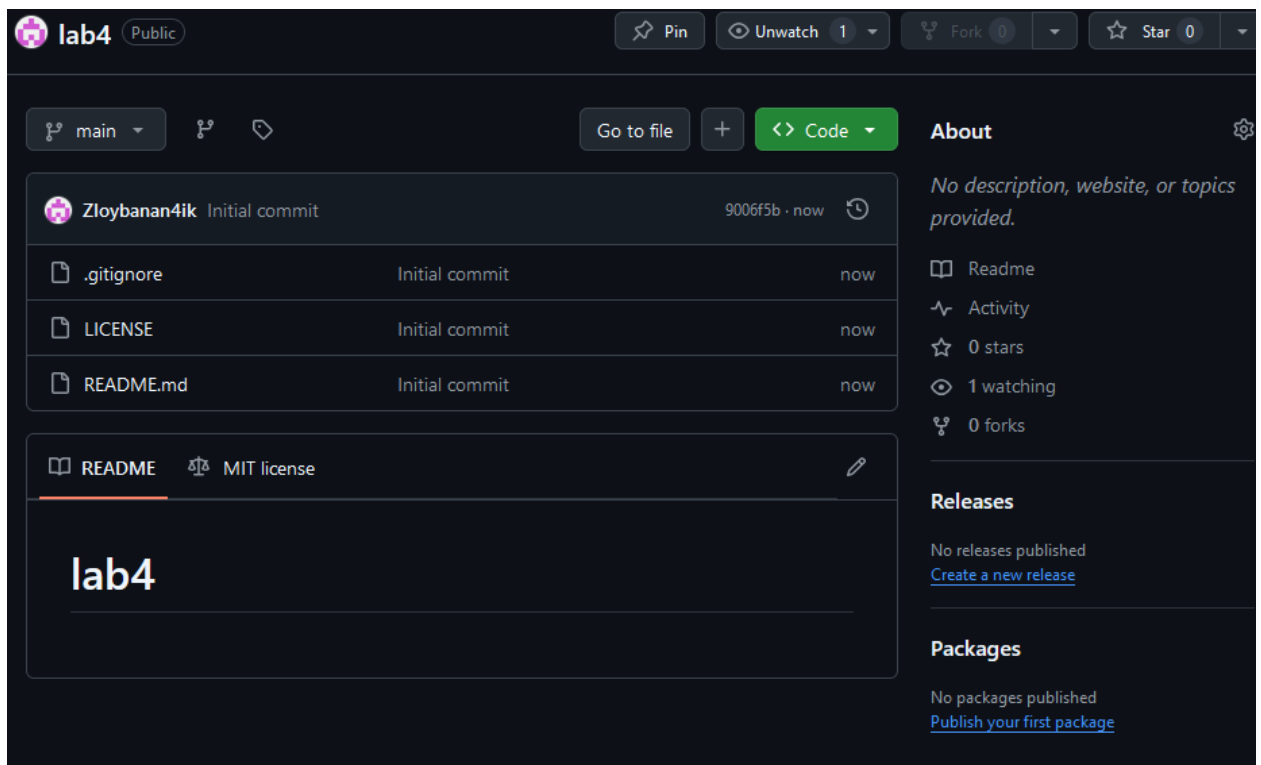 lab4 Public Pin Unwatch 1 Fork 0 Star 0
main Go to file + Code
Zloybanan4ik Initial commit 9006f5b · now
.gitignore Initial commit now
LICENSE Initial commit now
README.md Initial commit now
README MIT license
lab4
About
No description, website, or topics
provided.
Readme
Activity
0 stars
1 watching
0 forks
Releases
No releases published
Create a new release
Packages
No packages published
Publish your first package